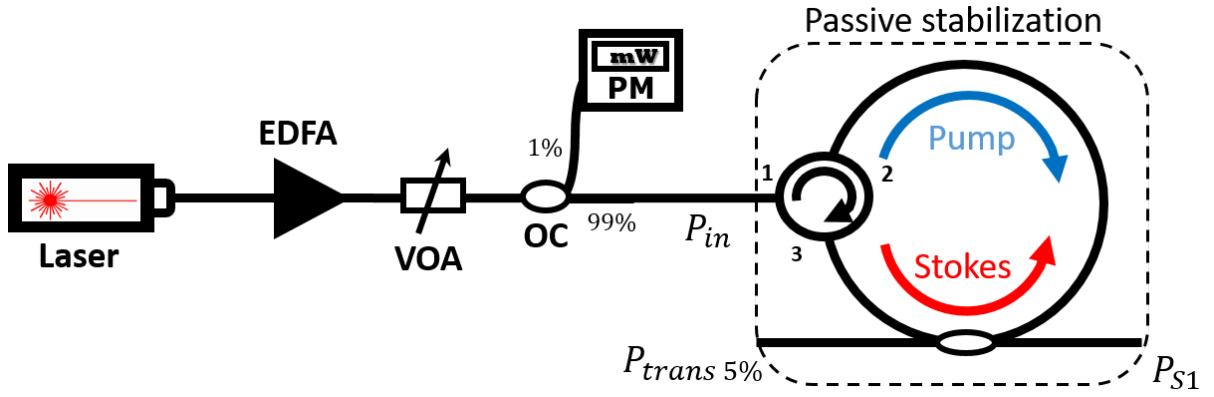 Passive stabilization
mW
PM
EDFA
1%
Pump
1
2
Laser
VOA
OC
99%
P_in
3
Stokes
P_trans 5%
P_S1